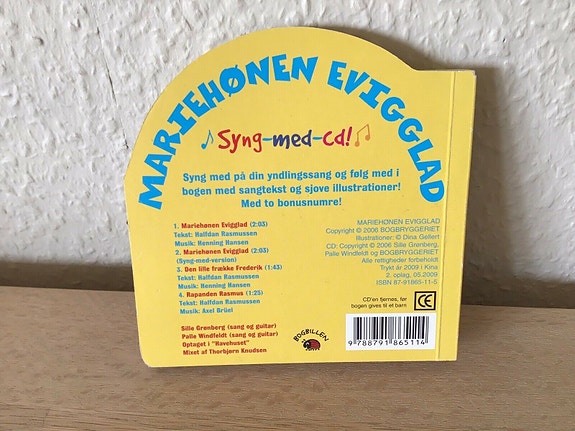 MARIEHØNEN EVIGGLAD
Syng-med-cd!
Syng med på din yndlingssang og følg med i
bogen med sangtekst og sjove illustrationer!
Med to bonusnumre!
1. Mariehønen Evigglad (2:03)
Tekst: Halfdan Rasmussen
Musik: Henning Hansen
2. Mariehønen Evigglad (2:03)
(Syng-med-version)
3. Den lille frække Frederik (1:43)
Tekst: Halfdan Rasmussen
Musik: Henning Hansen
4. Rapanden Rasmus (1:25)
Tekst: Halfdan Rasmussen
Musik: Axel Brüel
Sille Grønberg (sang og guitar)
Palle Windfeldt (sang og guitar)
Optaget i "Havehuset"
Mixet af Thorbjørn Knudsen
MARIEHØNEN EVIGGLAD
Copyright © 2006 BOGBRYGGERIET
Illustrationer: © Dina Gellert
CD: Copyright © 2006 Sille Grønberg,
Palle Windfeldt og BOGBRYGGERIET
Alle rettigheder forbeholdt
Trykt år 2009 i Kina
2. oplag, 05.2009
ISBN 87-91865-11-5
CD'en fjernes, før
bogen gives til et barn
CE
BOGBILLEN
9 788791 865114